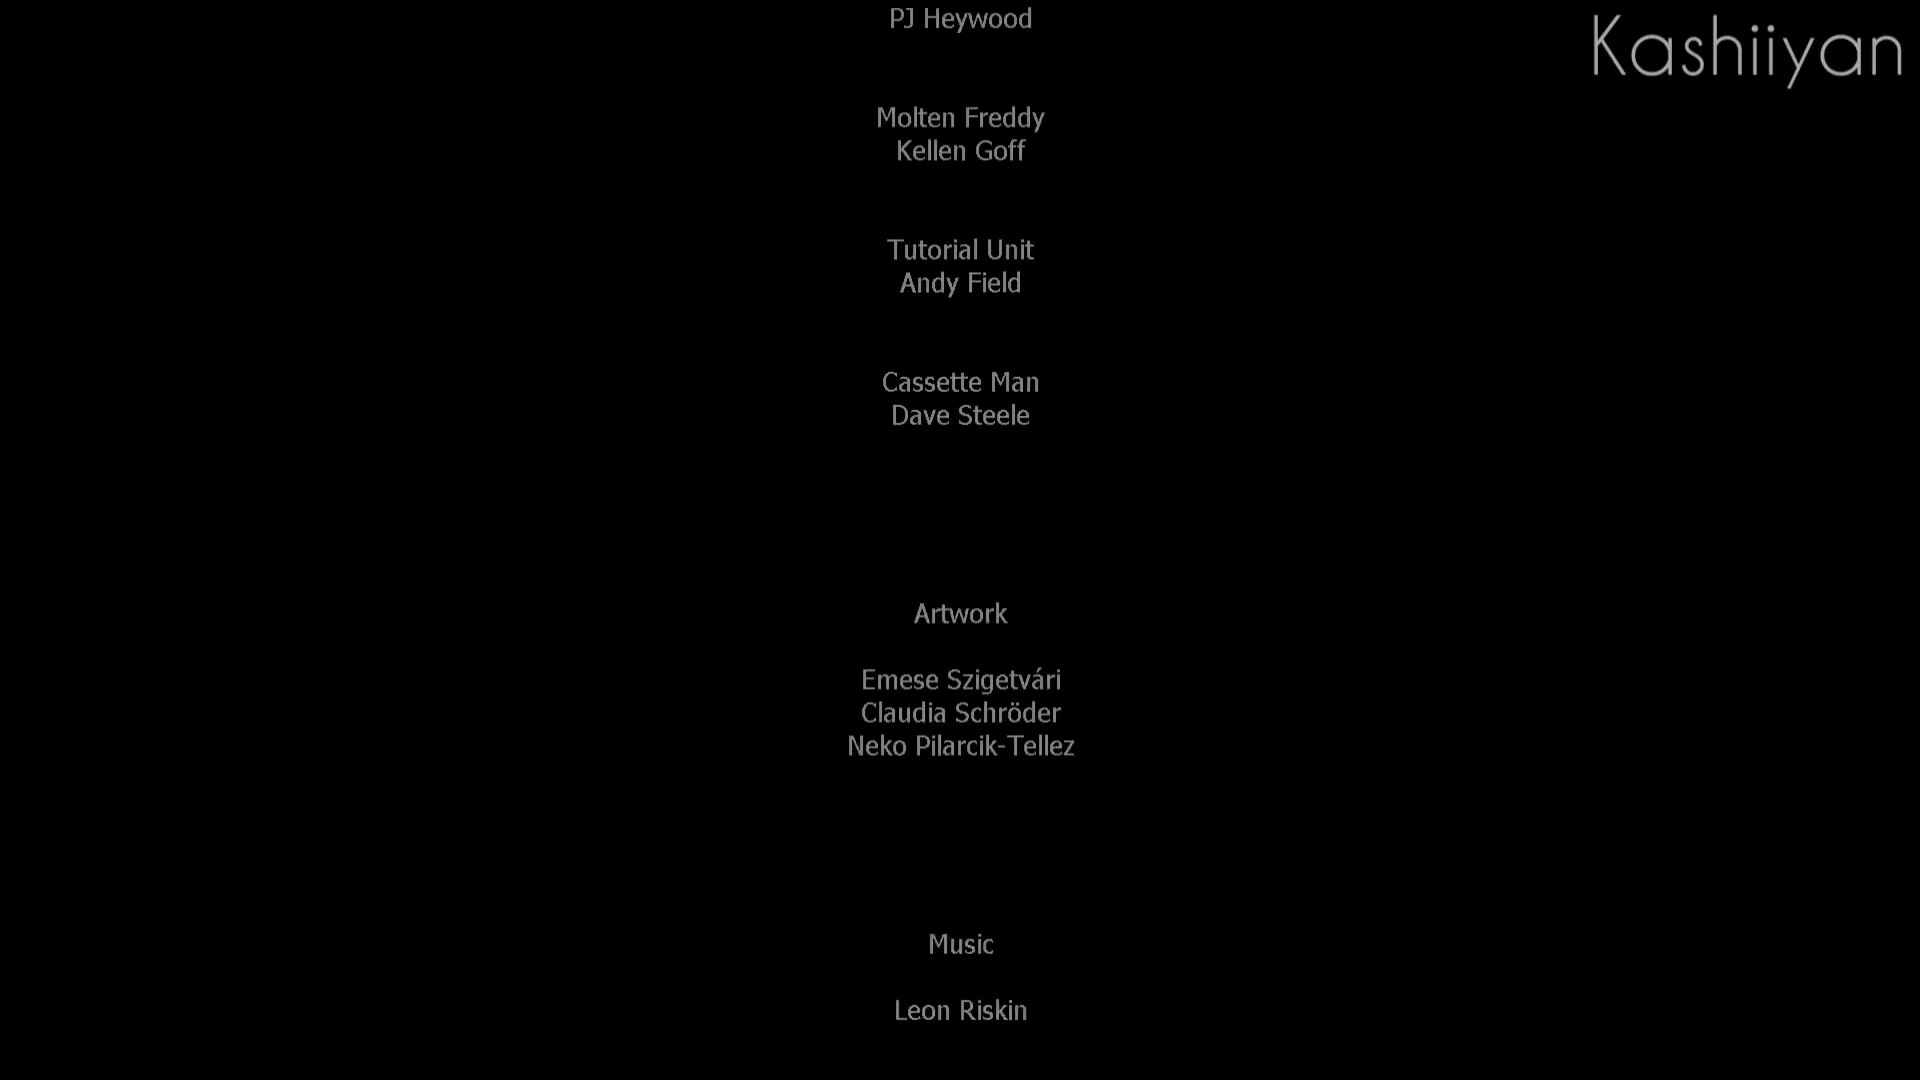 PJ Heywood
Kashiiyan
Molten Freddy
Kellen Goff
Tutorial Unit
Andy Field
Cassette Man
Dave Steele
Artwork
Emese Szigetvári
Claudia Schröder
Neko Pilarcik-Tellez
Music
Leon Riskin